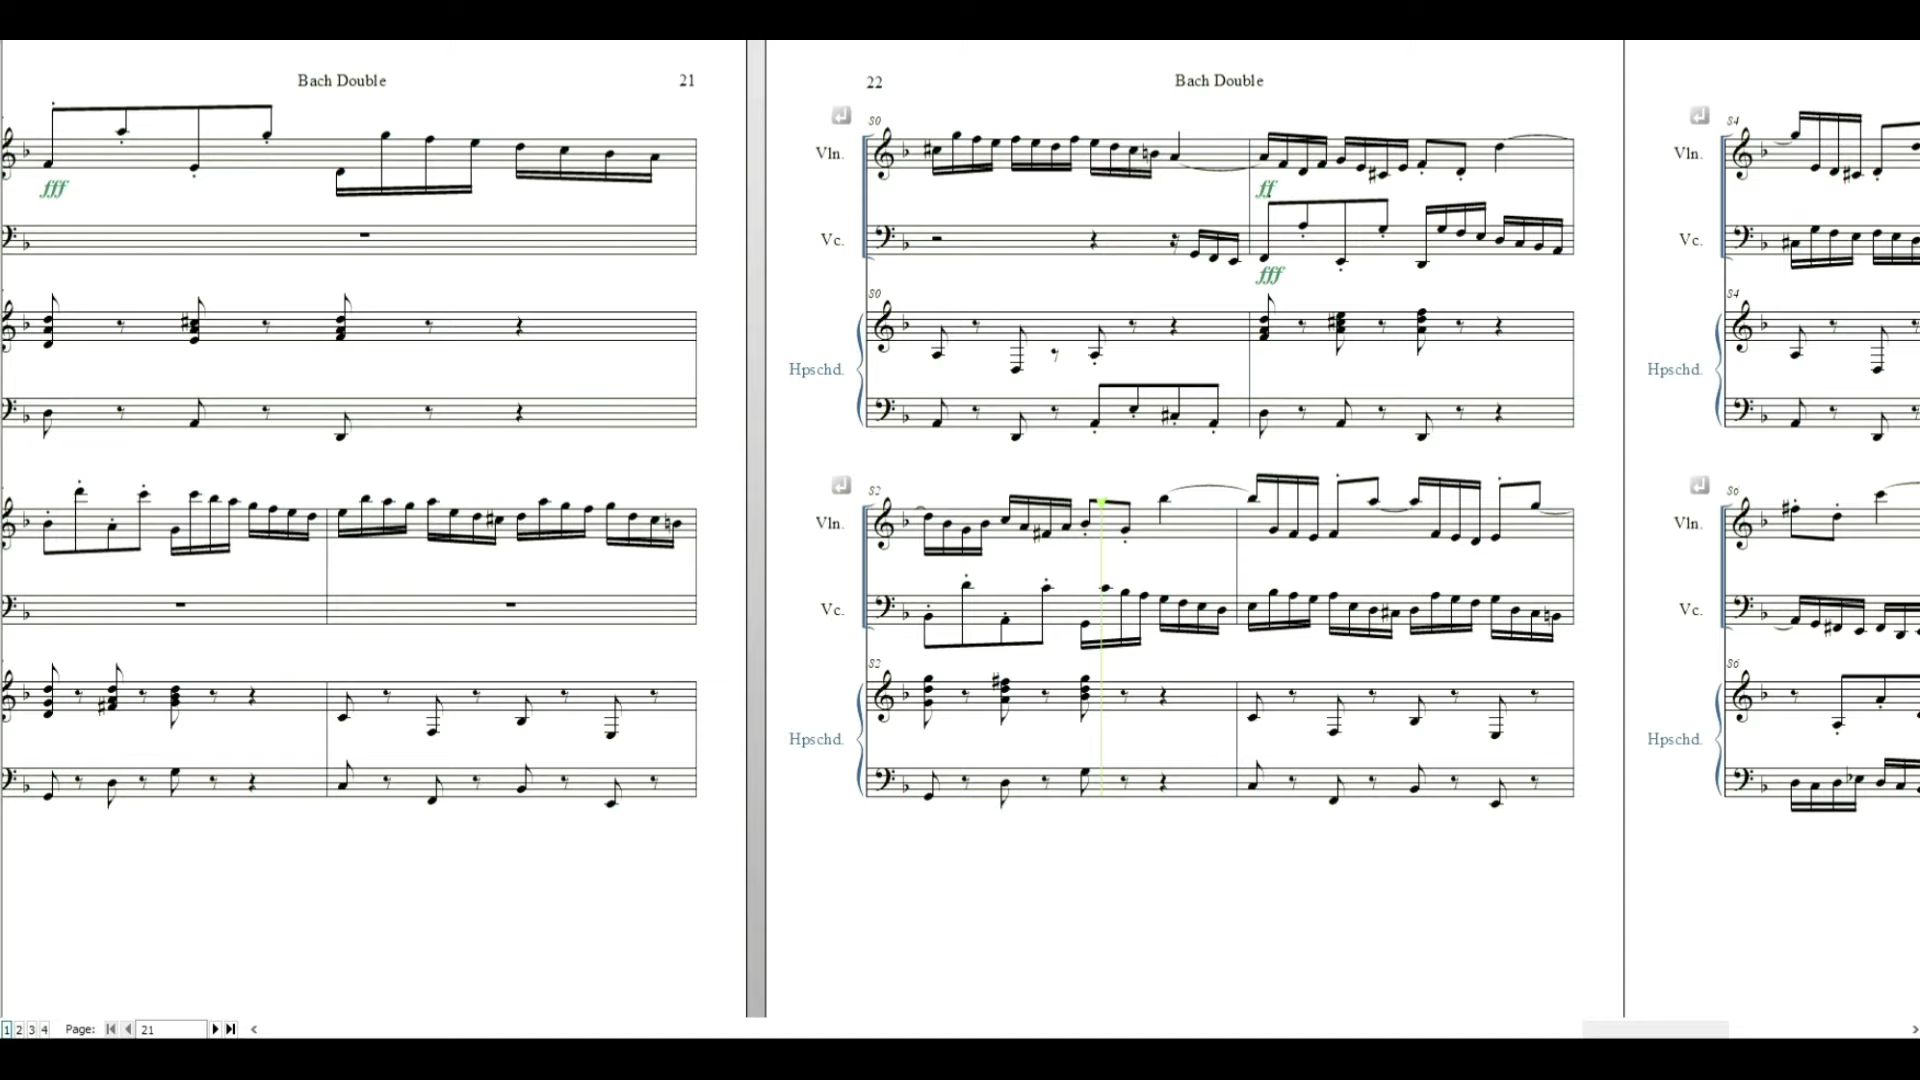 Bach Double
21
fff
22
Bach Double
50
Vln.
ff
Vc.
fff
50
Hpschd.
52
Vln.
Vc.
52
Hpschd.
54
Vln.
Vc.
54
Hpschd.
56
Vln.
Vc.
56
Hpschd.
1 2 3 4 Page: 21